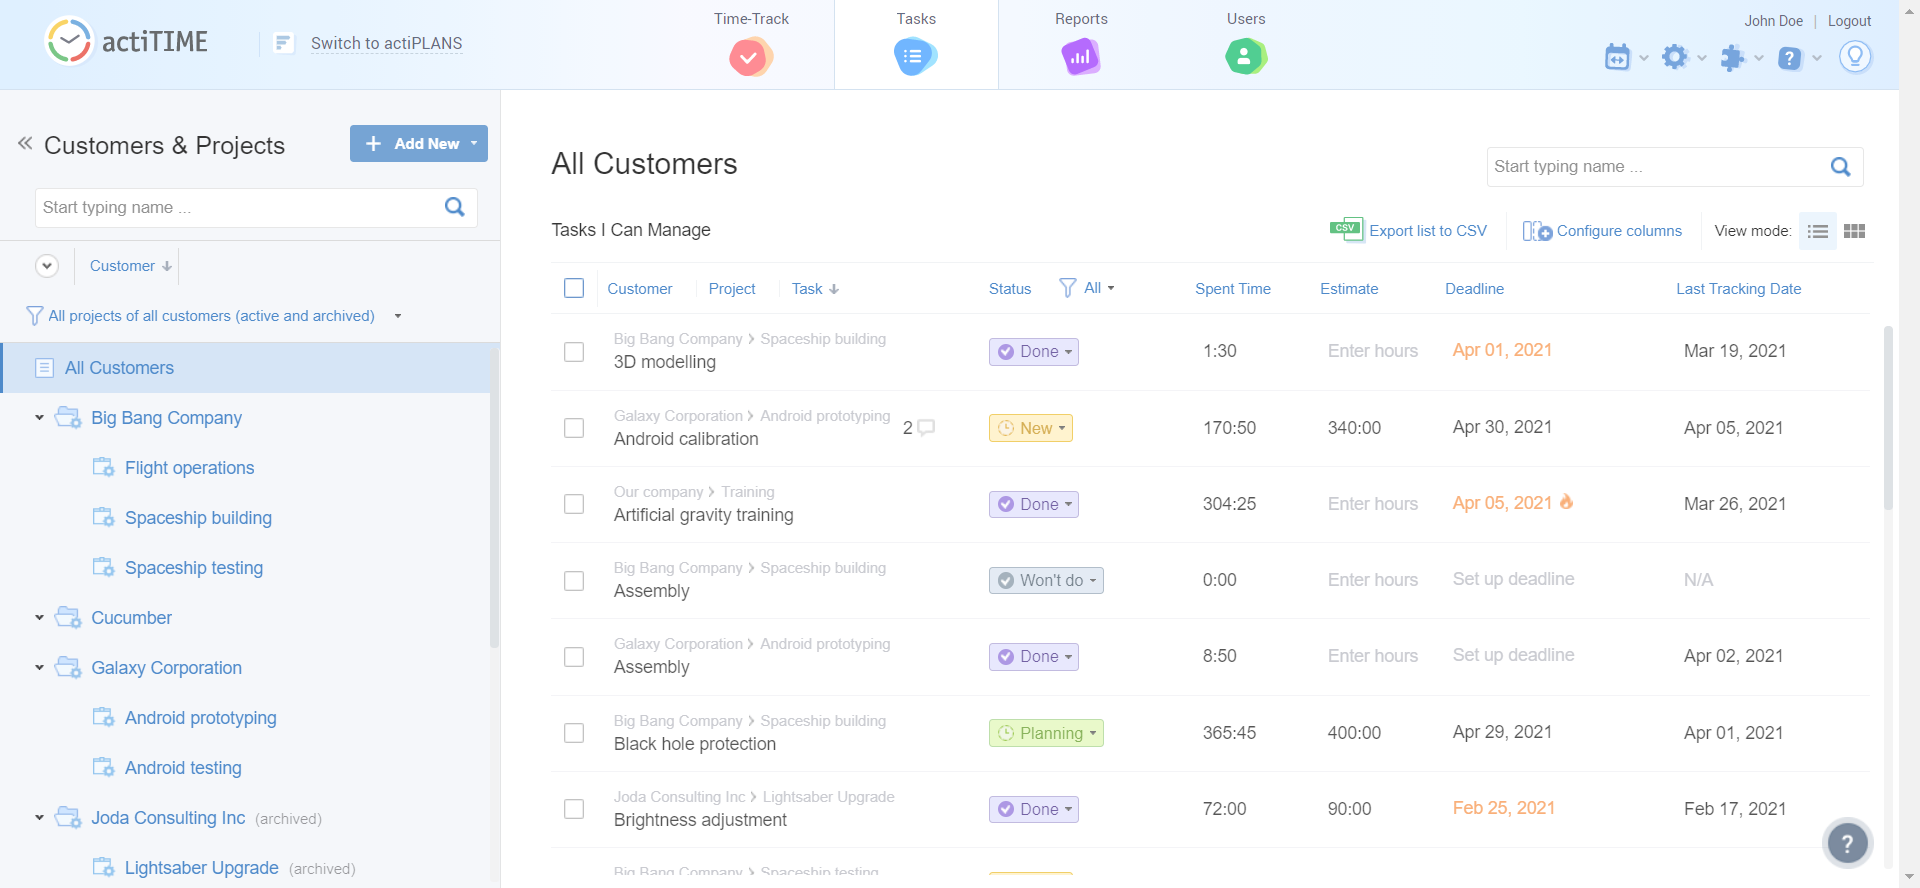 actiTIME
Switch to actiPLANS
Time-Track
Tasks
Reports
Users
John Doe | Logout
Customers & Projects
Add New
Start typing name ...
Customer
All projects of all customers (active and archived)
All Customers
Big Bang Company
Flight operations
Spaceship building
Spaceship testing
Cucumber
Galaxy Corporation
Android prototyping
Android testing
Joda Consulting Inc (archived)
Lightsaber Upgrade (archived)
All Customers
Start typing name ...
Tasks I Can Manage
CSV Export list to CSV
Configure columns
View mode:
Customer Project Task Status All Spent Time Estimate Deadline Last Tracking Date
Big Bang Company > Spaceship building
3D modelling Done 1:30 Enter hours Apr 01, 2021 Mar 19, 2021
Galaxy Corporation > Android prototyping
Android calibration 2 New 170:50 340:00 Apr 30, 2021 Apr 05, 2021
Our company > Training
Artificial gravity training Done 304:25 Enter hours Apr 05, 2021 Mar 26, 2021
Big Bang Company > Spaceship building
Assembly Won't do 0:00 Enter hours Set up deadline N/A
Galaxy Corporation > Android prototyping
Assembly Done 8:50 Enter hours Set up deadline Apr 02, 2021
Big Bang Company > Spaceship building
Black hole protection Planning 365:45 400:00 Apr 29, 2021 Apr 01, 2021
Joda Consulting Inc > Lightsaber Upgrade
Brightness adjustment Done 72:00 90:00 Feb 25, 2021 Feb 17, 2021
Big Bang Company > Spaceship testing
?